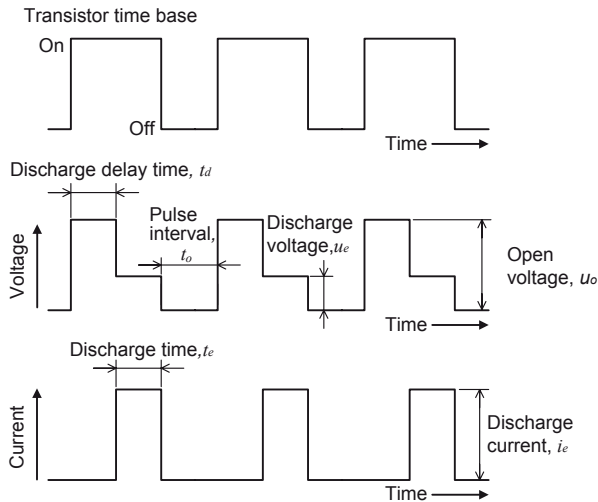 Transistor time base
On
Off
Time
Discharge delay time, td
Voltage
Pulse
interval,
to
Discharge
voltage,ue
Open
voltage, uo
Time
Discharge time,te
Current
Discharge
current, ie
Time